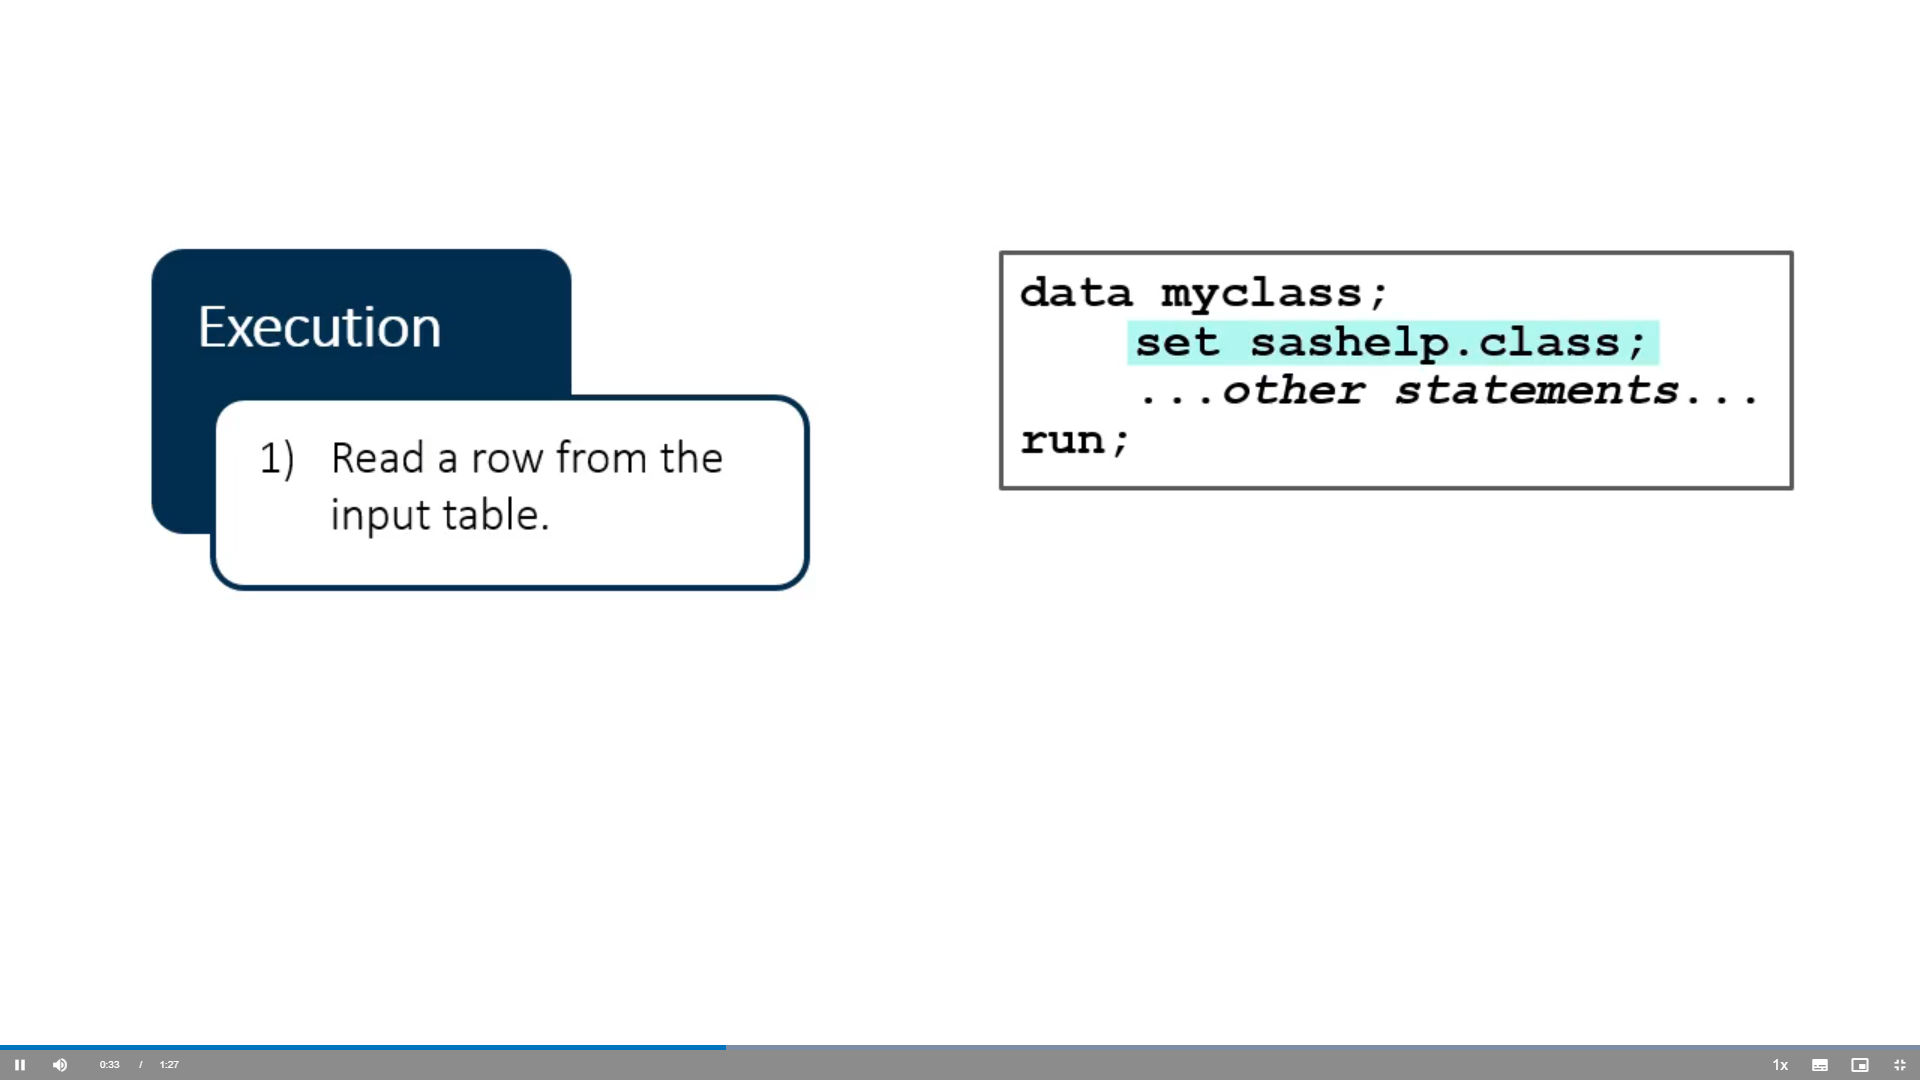 Execution
1) Read a row from the
input table.
data myclass;
set sashelp.class;
...other statements...
run;
0:33 / 1:27
1x